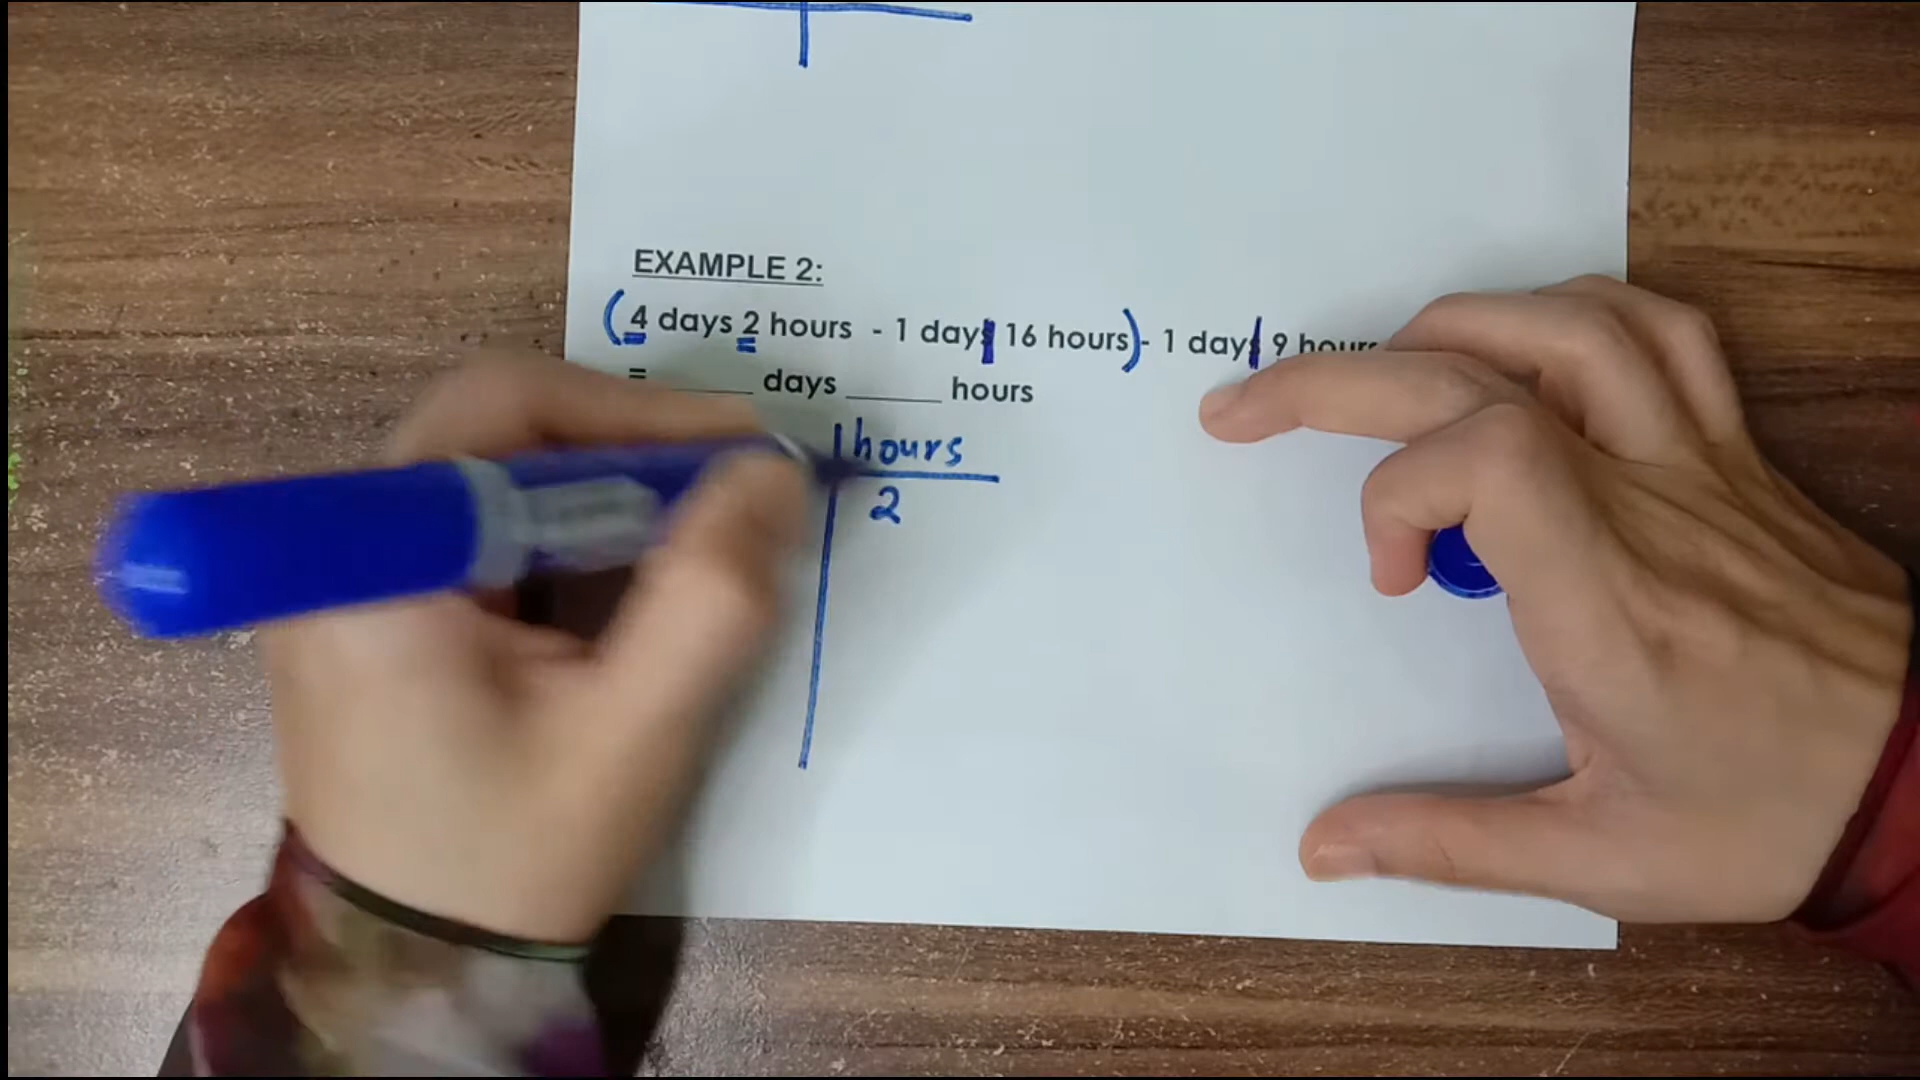 EXAMPLE 2:
(4 days 2 hours - 1 day 16 hours) - 1 day 9 hours
= ______ days ______ hours
hours
2